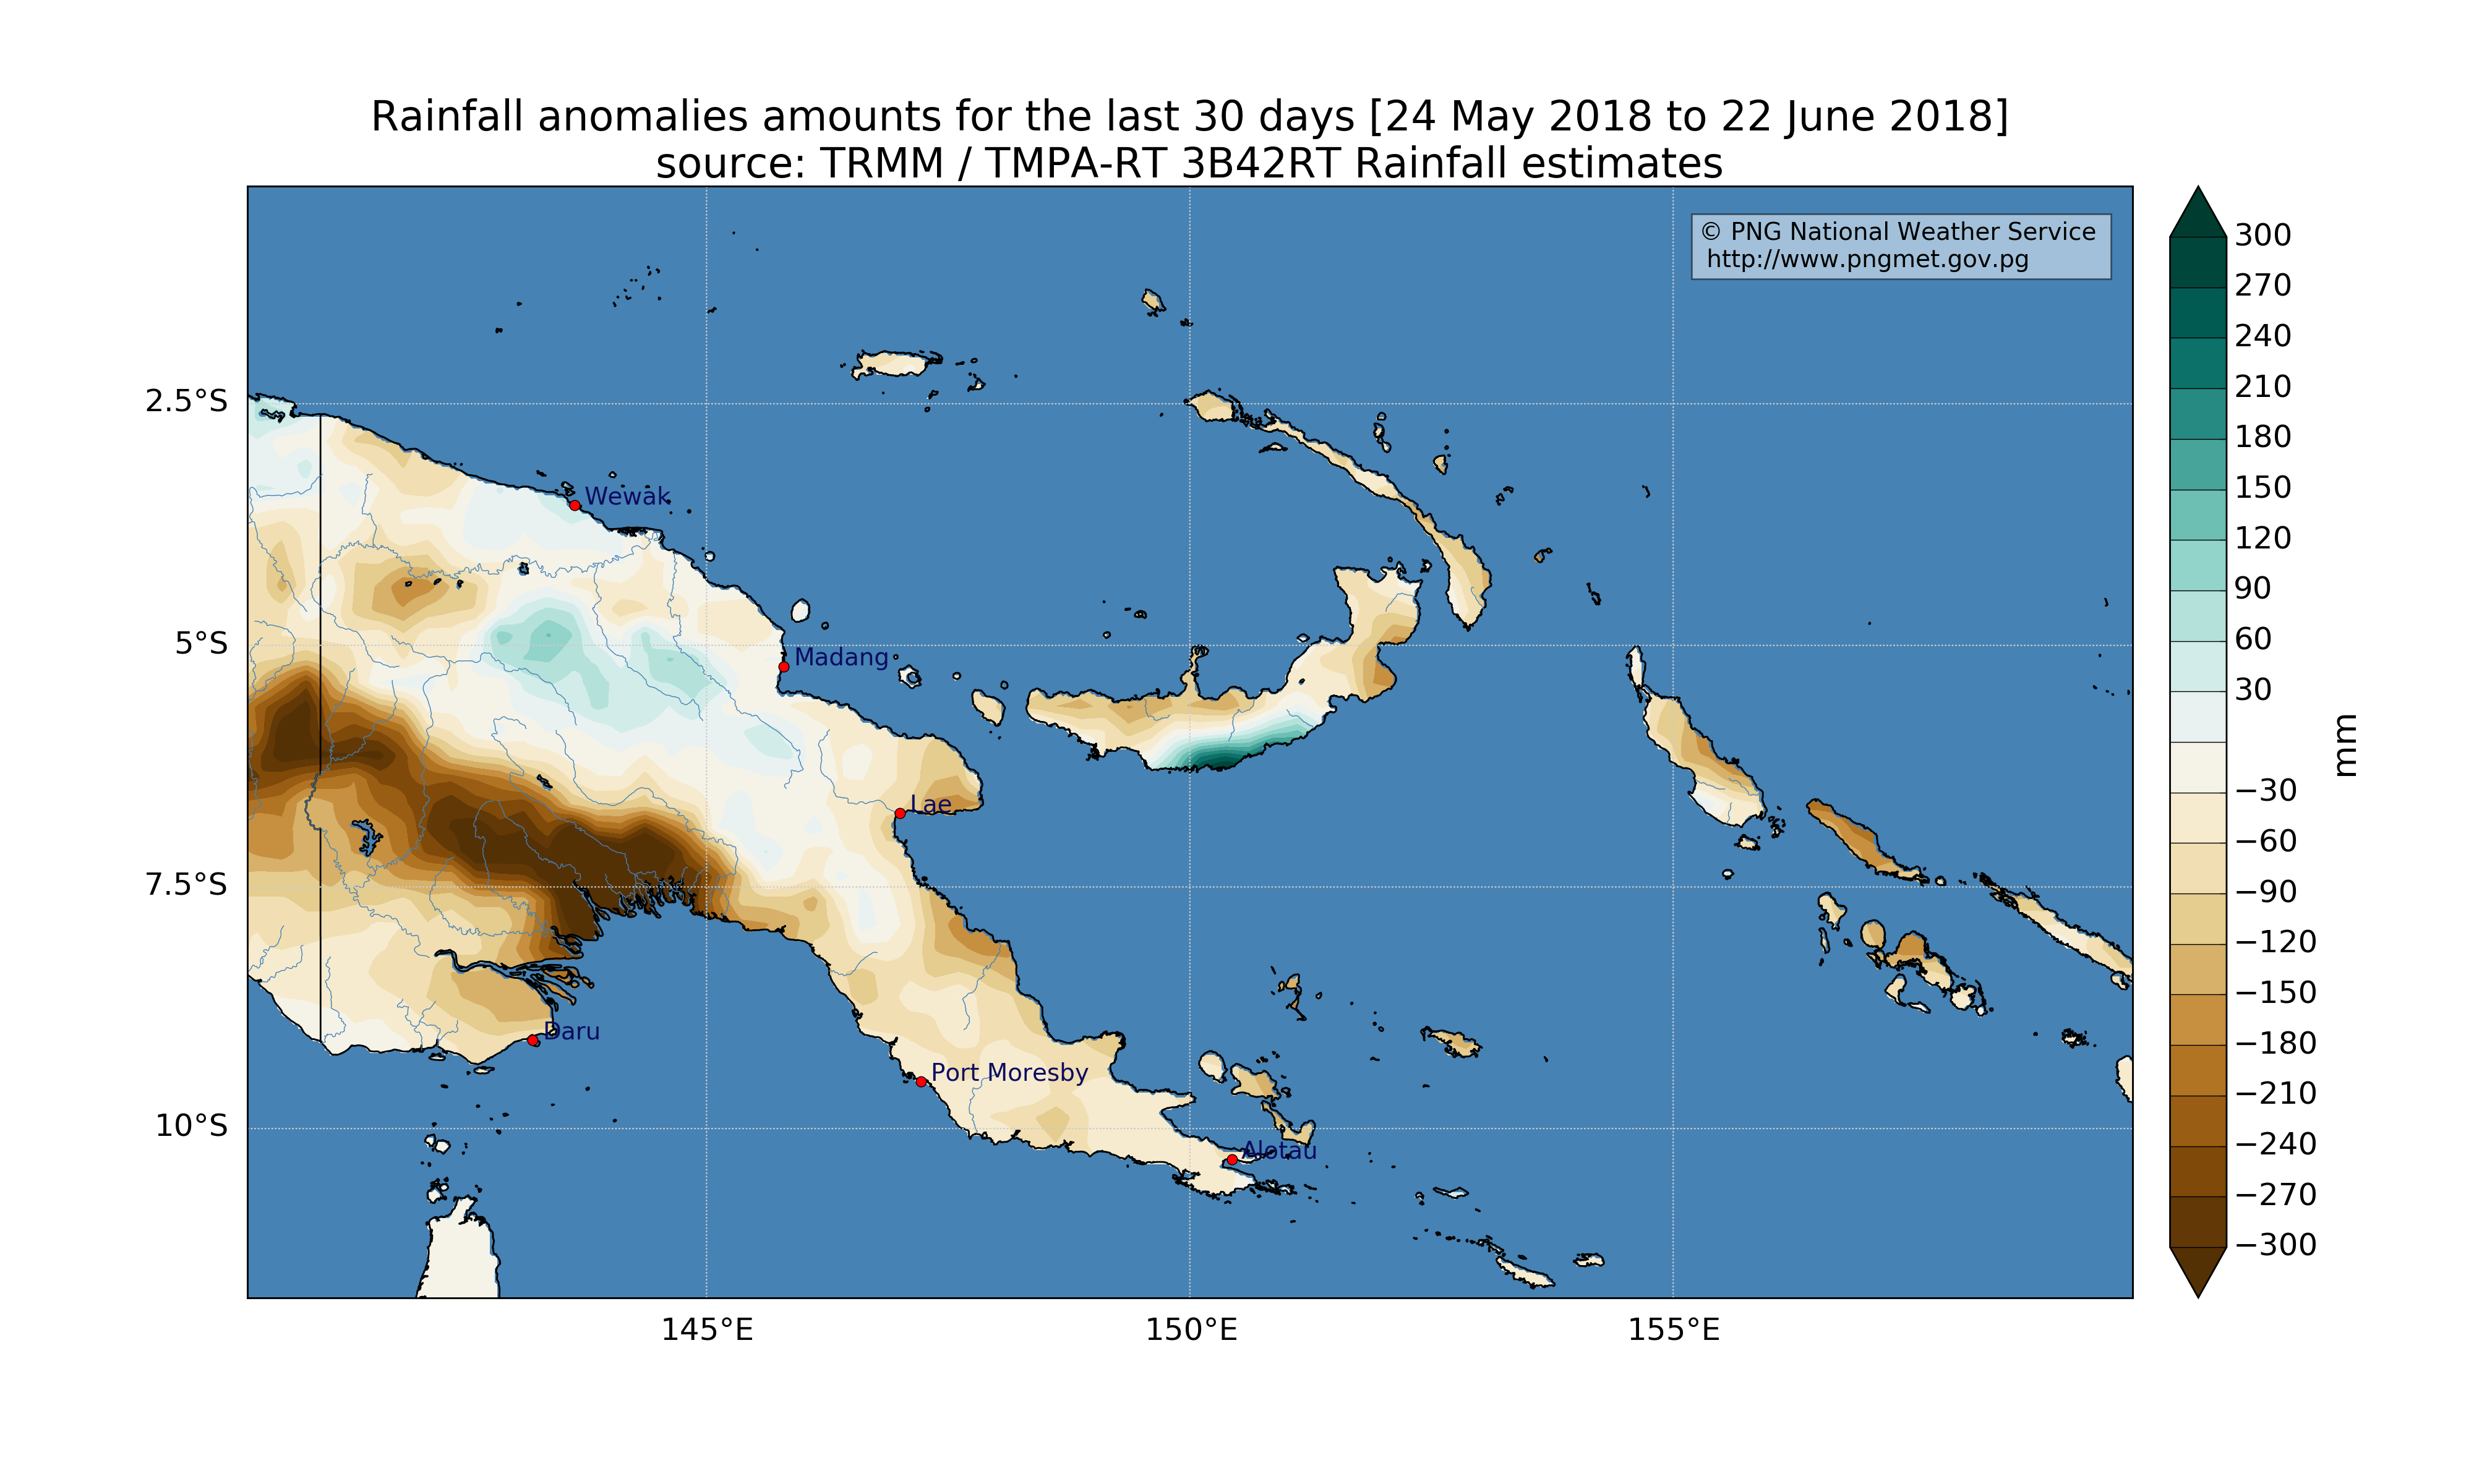 Rainfall anomalies amounts for the last 30 days [24 May 2018 to 22 June 2018]
source: TRMM / TMPA-RT 3B42RT Rainfall estimates
© PNG National Weather Service
http://www.pngmet.gov.pg
2.5°S
5°S
7.5°S
10°S
Wewak
Madang
Lae
Daru
Port Moresby
Alotau
145°E
150°E
155°E
300
270
240
210
180
150
120
90
60
30
−30
−60
−90
−120
−150
−180
−210
−240
−270
−300
mm